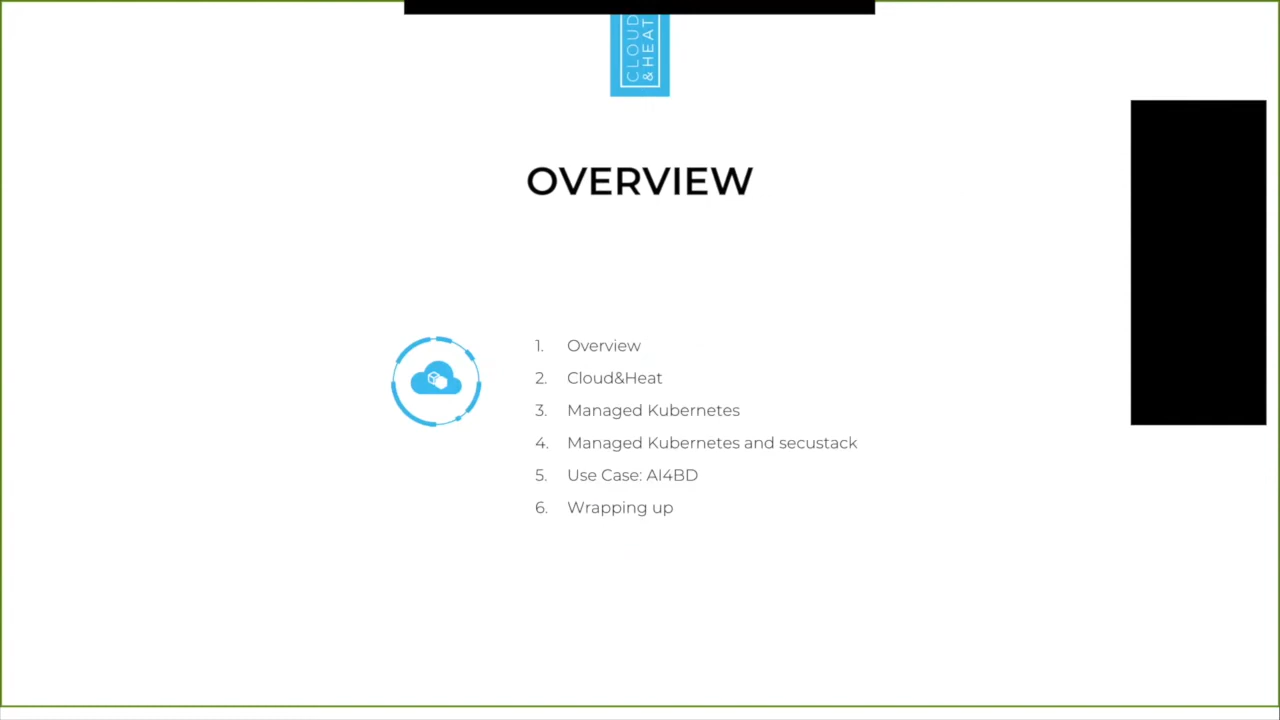 CLOUD
&HEAT
OVERVIEW
1. Overview
2. Cloud&Heat
3. Managed Kubernetes
4. Managed Kubernetes and secustack
5. Use Case: AI4BD
6. Wrapping up